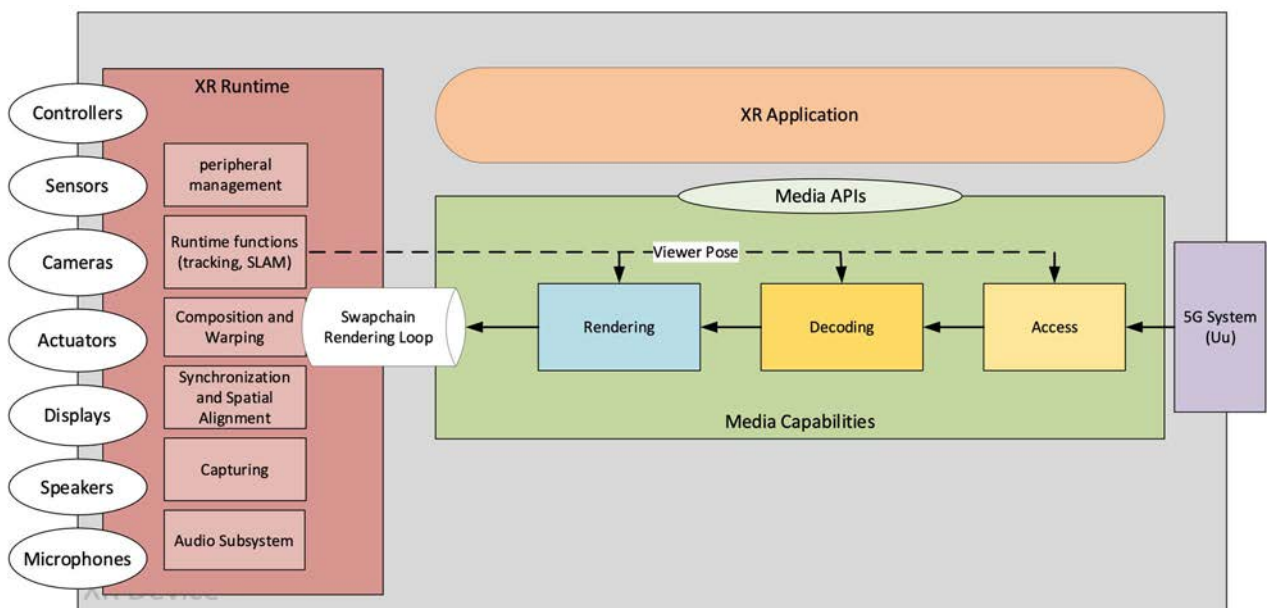 XR Runtime
Controllers
Sensors
Cameras
Actuators
Displays
Speakers
Microphones
peripheral
management
Runtime functions
(tracking, SLAM)
Composition and
Warping
Synchronization
and Spatial
Alignment
Capturing
Audio Subsystem
Swapchain
Rendering Loop
XR Application
Media APIs
Viewer Pose
Rendering
Decoding
Access
Media Capabilities
5G System
(Uu)
XR Device